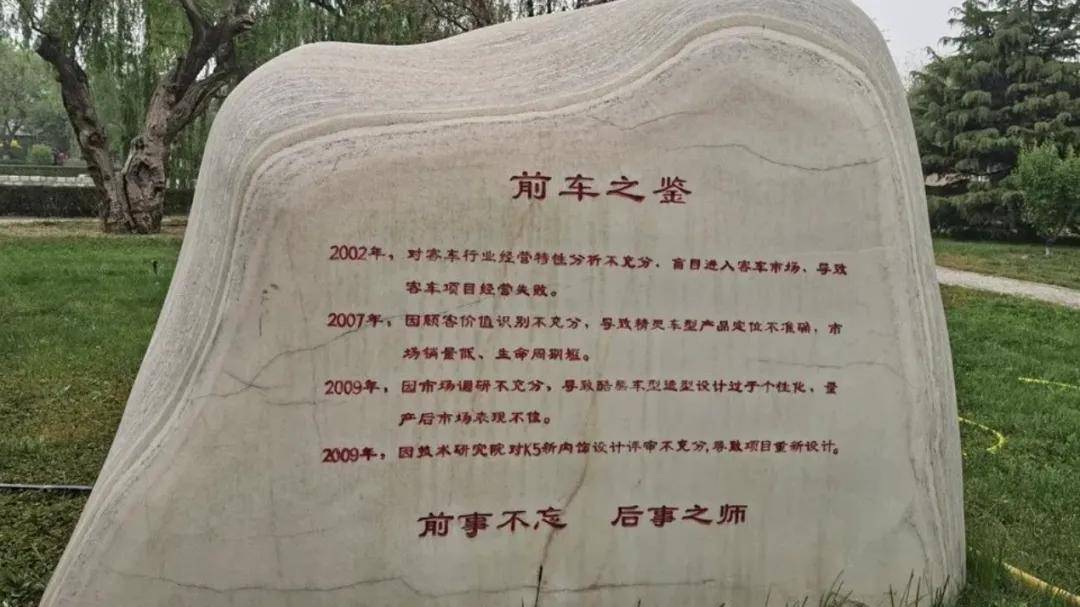 前车之鉴
2002年，对客车行业经营特性分析不充分，盲目进入客车市场，导致
客车项目经营失败。
2007年，因顾客价值识别不充分，导致精灵车型产品定位不准确，市
场销量低、生命周期短。
2009年，因市场调研不充分，导致酷熊车型造型设计过于个性化，量
产后市场表现不佳。
2009年，因技术研究院对K5新内饰设计评审不充分,导致项目重新设计。
前事不忘 后事之师